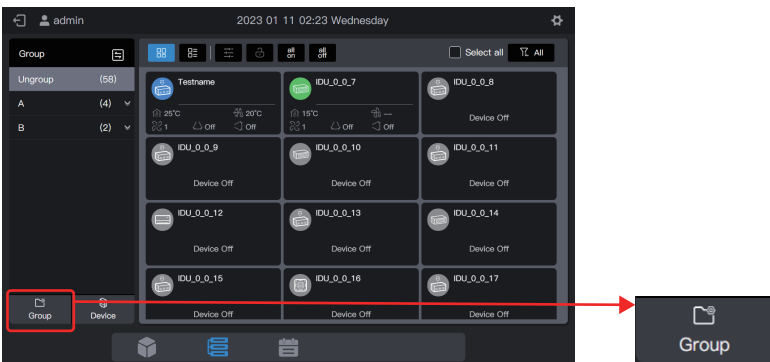 admin
2023 01 11 02:23 Wednesday
Group
all on
all off
Select all
All
Ungroup (58)
A (4)
B (2)
Testname
25°C 20°C
1 Off Off
IDU_0_0_7
15°C --
1 Off Off
IDU_0_0_8
Device Off
IDU_0_0_9
Device Off
IDU_0_0_10
Device Off
IDU_0_0_11
Device Off
IDU_0_0_12
Device Off
IDU_0_0_13
Device Off
IDU_0_0_14
Device Off
IDU_0_0_15
Device Off
IDU_0_0_16
Device Off
IDU_0_0_17
Device Off
Group
Device
Group